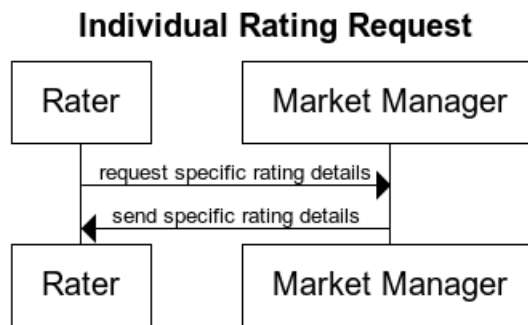 Individual Rating Request
Rater
Market Manager
request specific rating details
send specific rating details
Rater
Market Manager